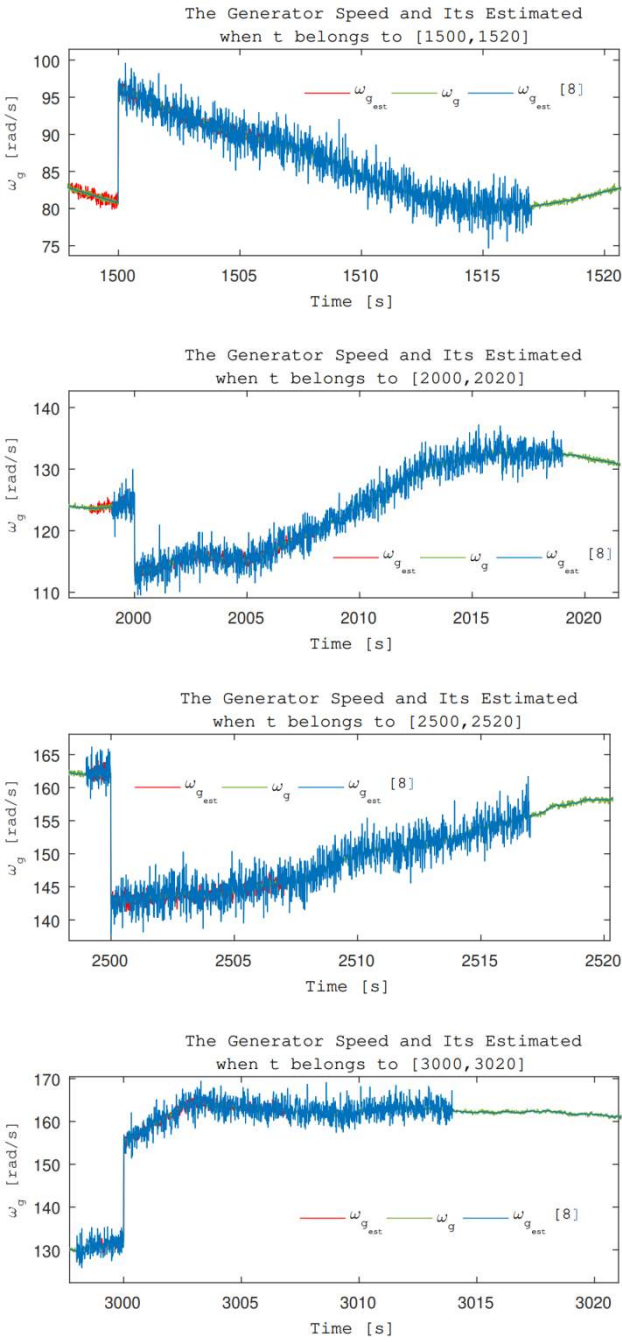 The Generator Speed and Its Estimated
when t belongs to [1500,1520]
100
95
90
85
80
75
ω_g [rad/s]
ω_g_est ω_g ω_g_est [8]
1500 1505 1510 1515 1520
Time [s]
The Generator Speed and Its Estimated
when t belongs to [2000,2020]
140
130
120
110
ω_g [rad/s]
ω_g_est ω_g ω_g_est [8]
2000 2005 2010 2015 2020
Time [s]
The Generator Speed and Its Estimated
when t belongs to [2500,2520]
165
160
155
150
145
140
ω_g [rad/s]
ω_g_est ω_g ω_g_est [8]
2500 2505 2510 2515 2520
Time [s]
The Generator Speed and Its Estimated
when t belongs to [3000,3020]
170
160
150
140
130
ω_g [rad/s]
ω_g_est ω_g ω_g_est [8]
3000 3005 3010 3015 3020
Time [s]